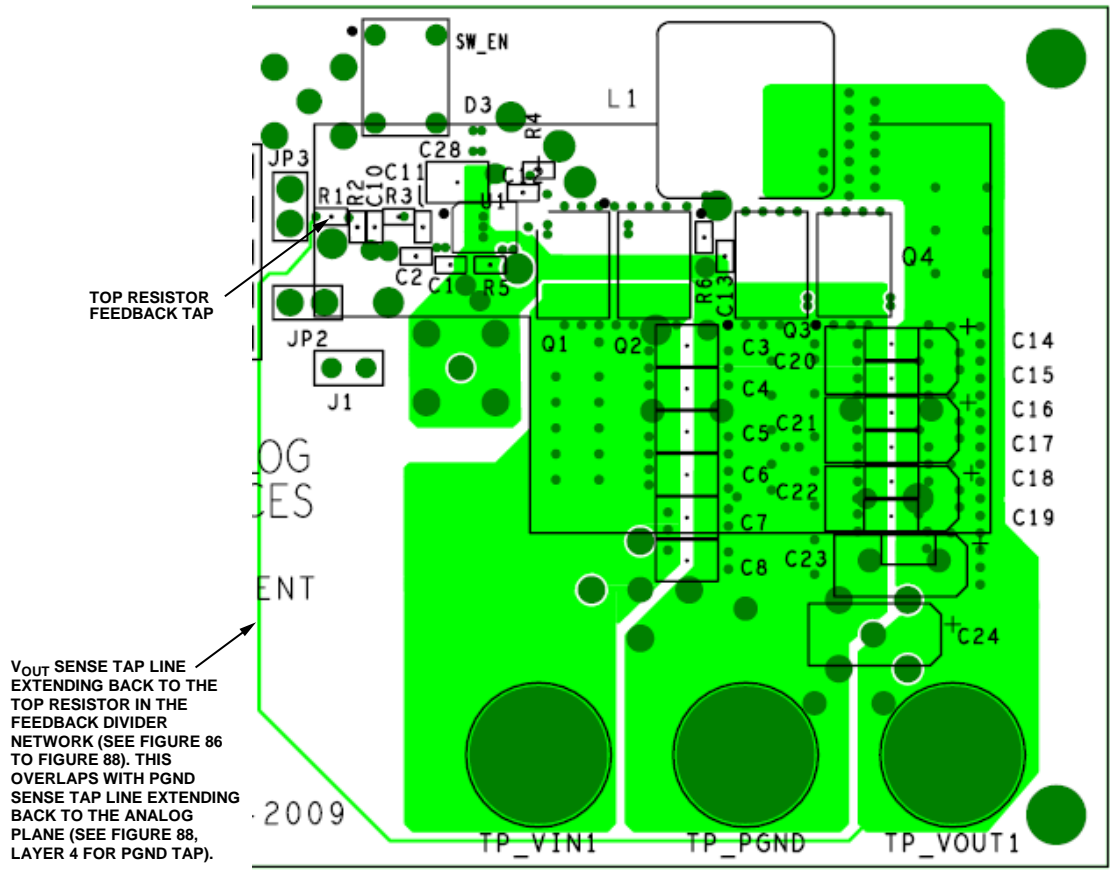 SW_EN
D3
R4
L1
JP3
C28
C11
C12
R1
R2
C10
R3
U1
Q4
C2
C1
R5
R6
C13
TOP RESISTOR
FEEDBACK TAP
JP2
J1
Q1
Q2
Q3
C3
C20
C14
C4
C15
C5
C21
C16
C17
C6
C22
C18
C7
C19
C8
C23
C24
OG
CES
ENT
V_OUT SENSE TAP LINE
EXTENDING BACK TO THE
TOP RESISTOR IN THE
FEEDBACK DIVIDER
NETWORK (SEE FIGURE 86
TO FIGURE 88). THIS
OVERLAPS WITH PGND
SENSE TAP LINE EXTENDING
BACK TO THE ANALOG
PLANE (SEE FIGURE 88,
LAYER 4 FOR PGND TAP).
-2009
TP_VIN1
TP_PGND
TP_VOUT1